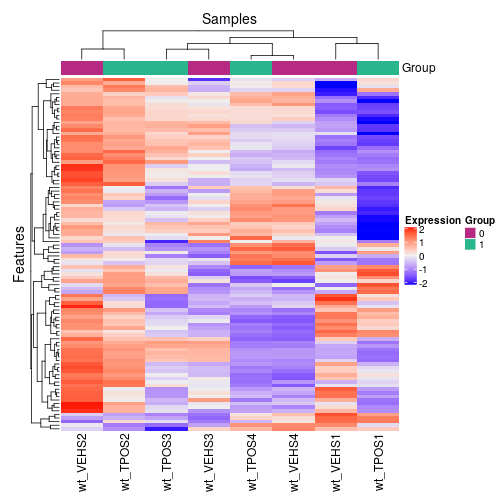 Samples
Group
Features
Expression Group
2 0
1 1
0
-1
-2
wt_VEHS2 wt_TPOS2 wt_TPOS3 wt_VEHS3 wt_TPOS4 wt_VEHS4 wt_VEHS1 wt_TPOS1